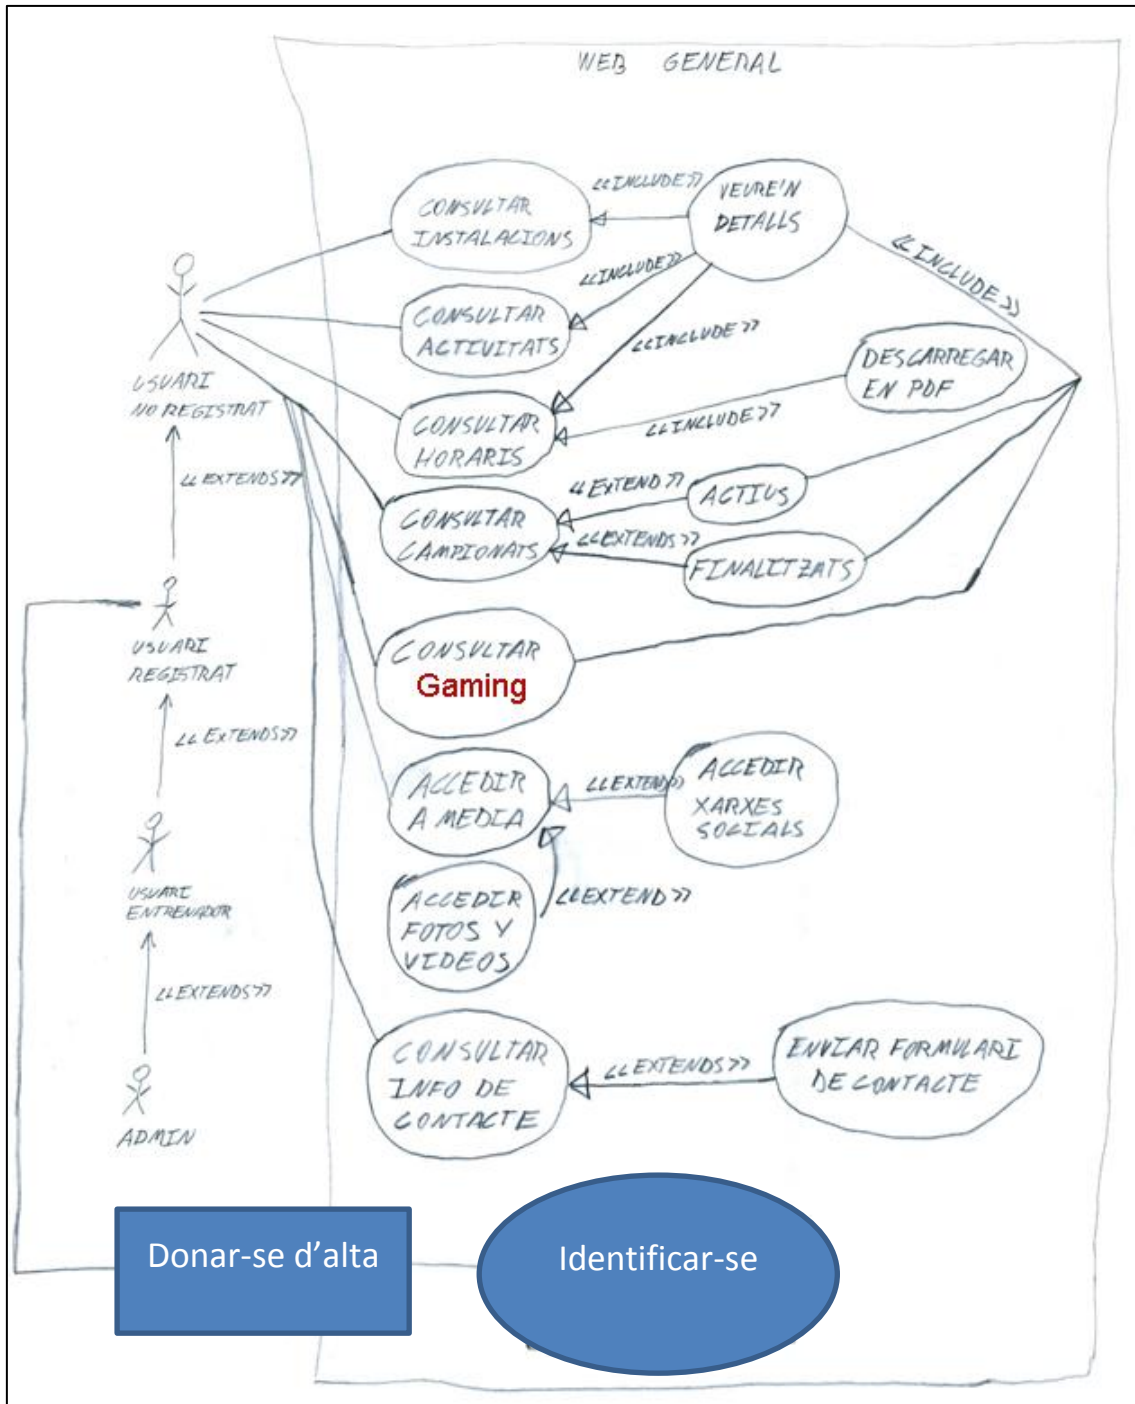 WEB GENERAL
CONSULTAR
INSTALACIONS
<<INCLUDE>>
VEURE'N
DETALLS
<<INCLUDE>>
<<INCLUDE>>
CONSULTAR
ACTIVITATS
<<INCLUDE>>
DESCARREGAR
EN PDF
USUARI
NO REGISTRAT
CONSULTAR
HORARIS
<<INCLUDE>>
<<EXTENDS>>
<<EXTEND>>
ACTIUS
CONSULTAR
CAMPIONATS
<<EXTENDS>>
FINALITZATS
USUARI
REGISTRAT
CONSULTAR
Gaming
<<EXTENDS>>
ACCEDIR
A MEDIA
<<EXTEND>>
ACCEDIR
XARXES
SOCIALS
USUARI
ENTRENADOR
ACCEDIR
FOTOS Y
VIDEOS
<<EXTEND>>
<<EXTENDS>>
CONSULTAR
INFO DE
CONTACTE
<<EXTENDS>>
ENVIAR FORMULARI
DE CONTACTE
ADMIN
Donar-se d'alta
Identificar-se